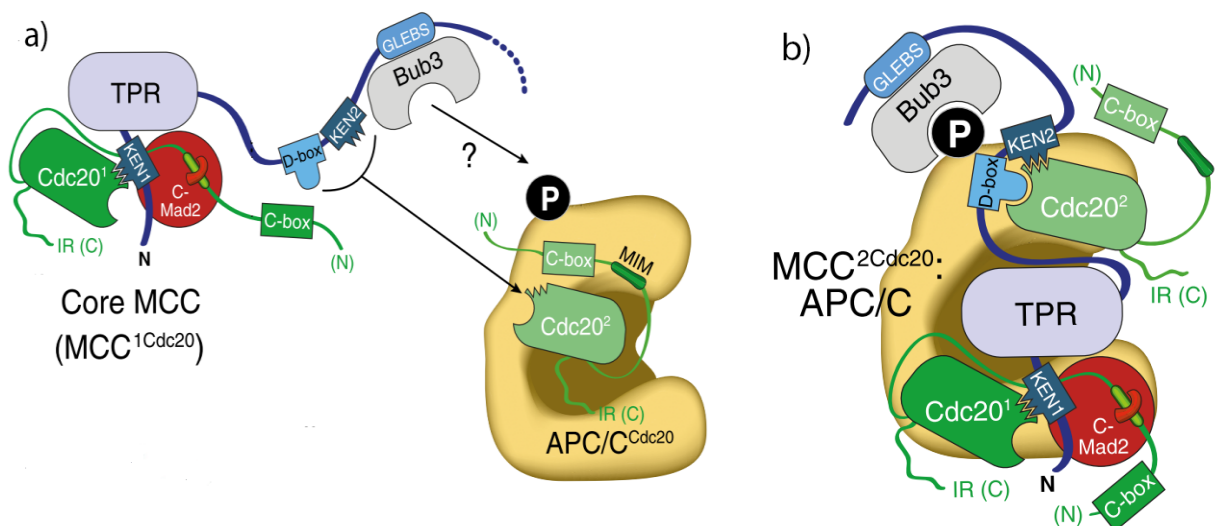 a)
TPR
GLEBS
Bub3
KEN2
D-box
KEN1
Cdc20¹
C-
Mad2
C-box
IR (C)
N
(N)
Core MCC
(MCC¹ᶜᵈᶜ²⁰)
?
P
(N)
C-box
MIM
Cdc20²
IR (C)
APC/Cᶜᵈᶜ²⁰
b)
GLEBS
Bub3
P
KEN2
D-box
(N)
C-box
Cdc20²
IR (C)
MCC²ᶜᵈᶜ²⁰:
APC/C
TPR
KEN1
Cdc20¹
C-
Mad2
IR (C)
N
(N)
C-box